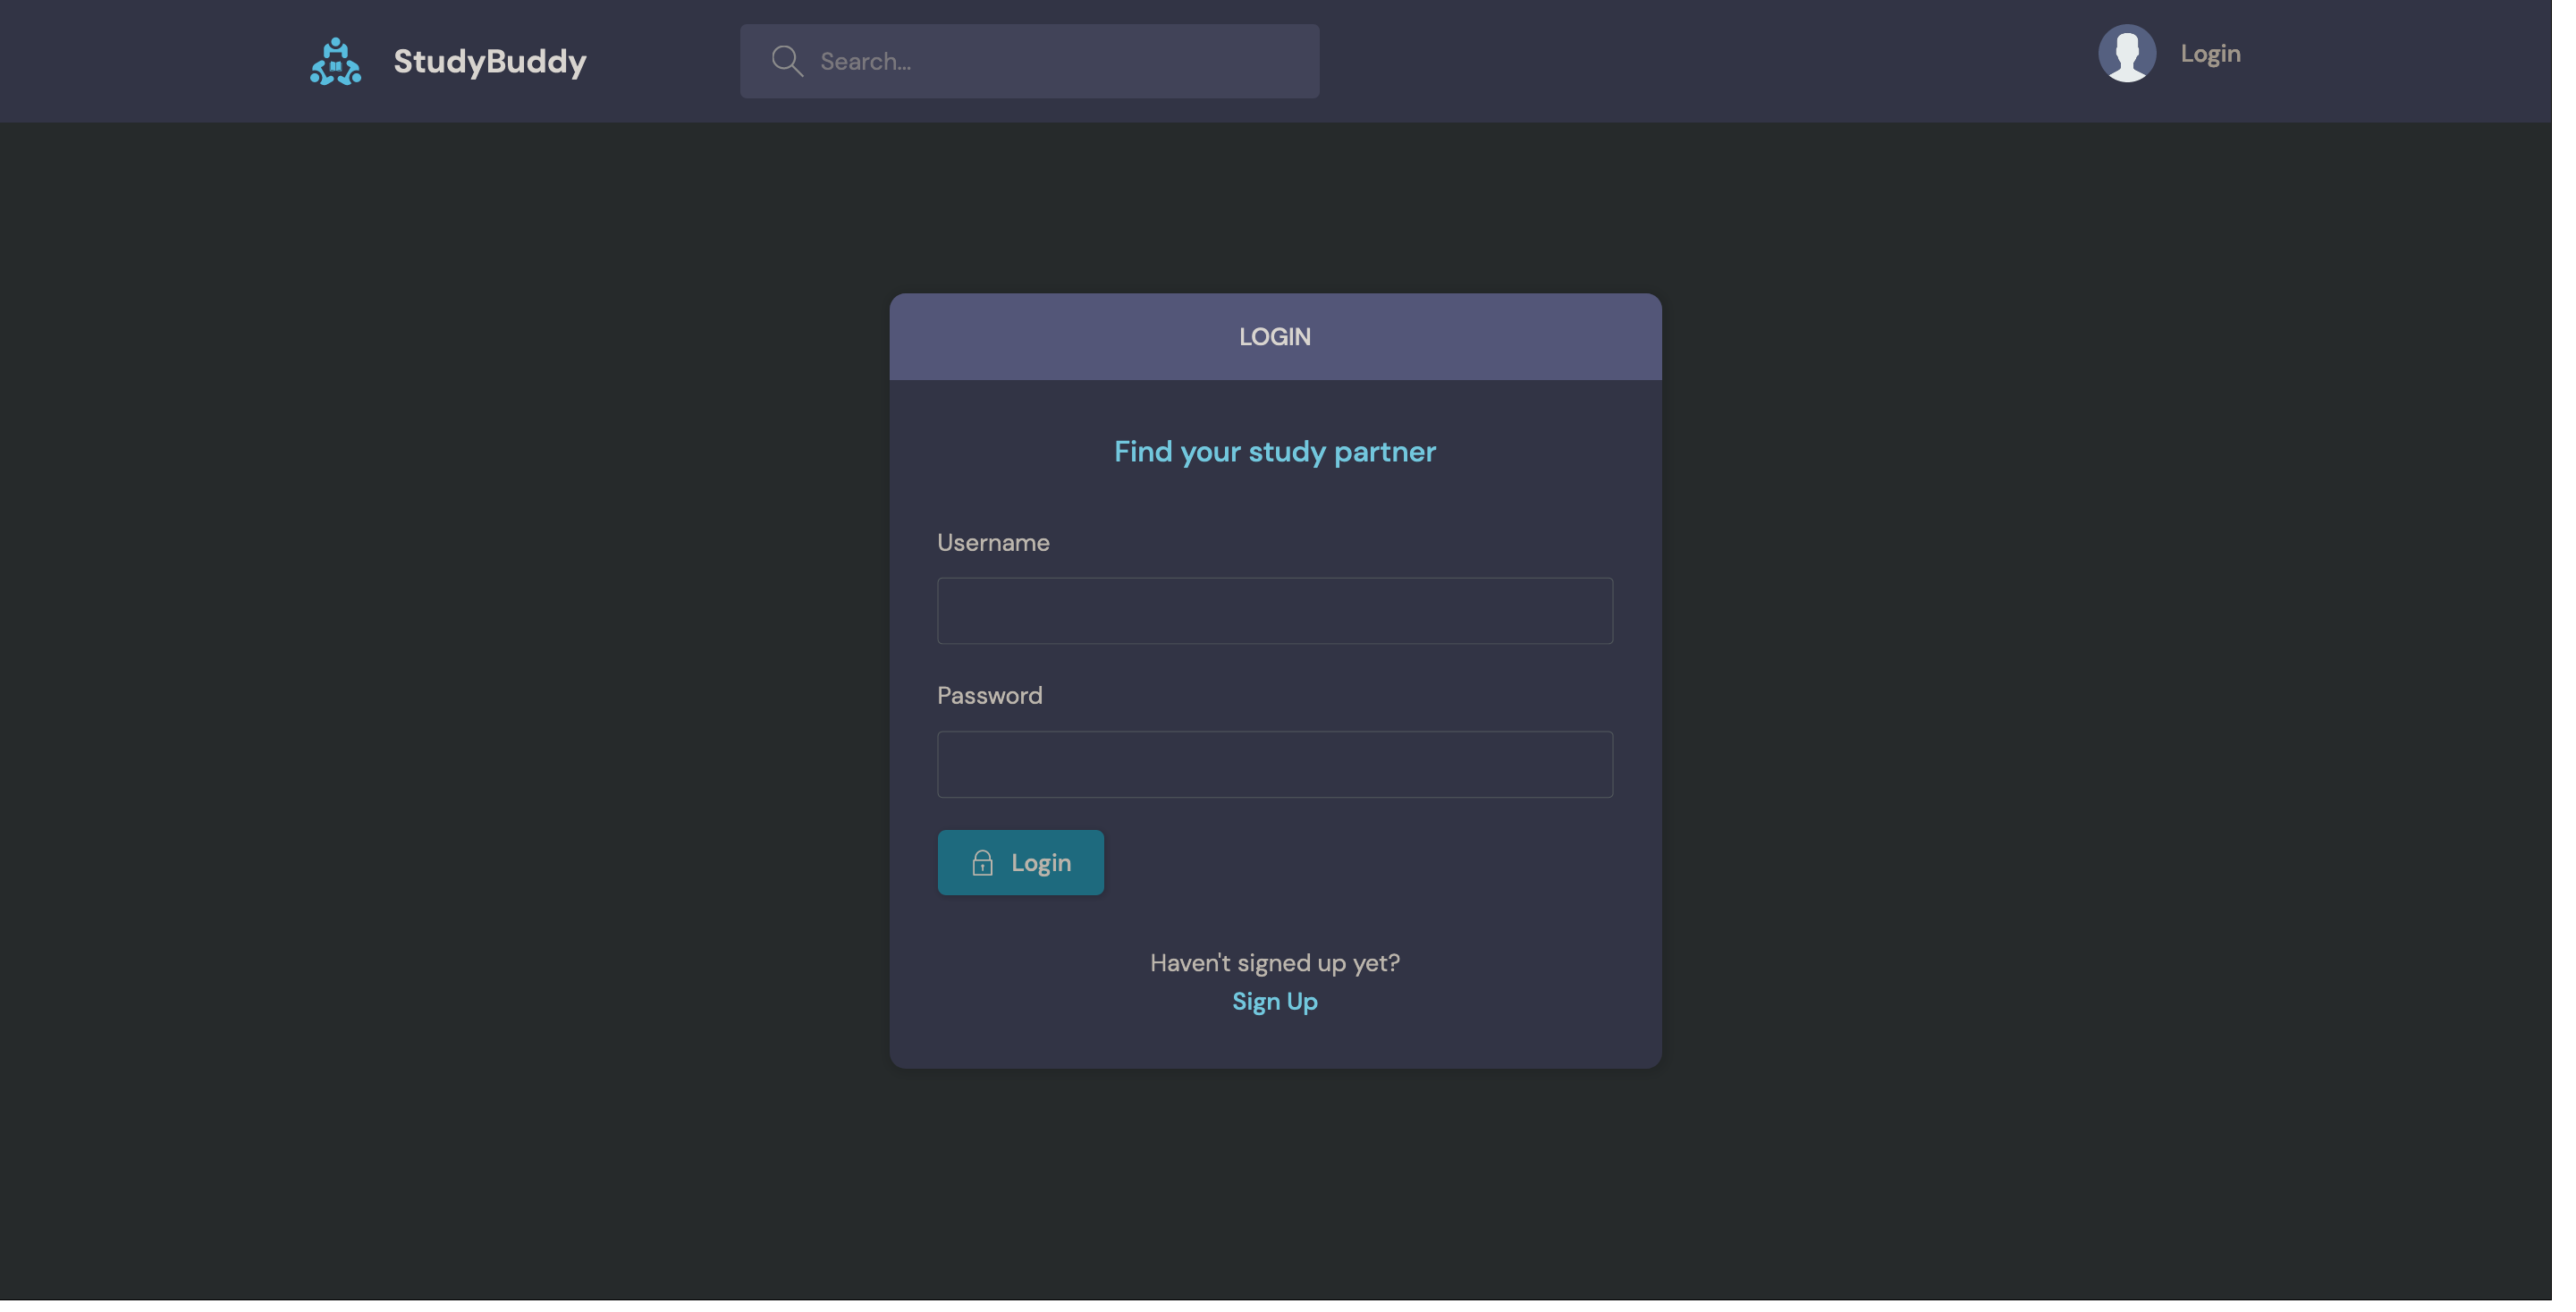 StudyBuddy
Search...
Login
LOGIN
Find your study partner
Username
Password
Login
Haven't signed up yet?
Sign Up